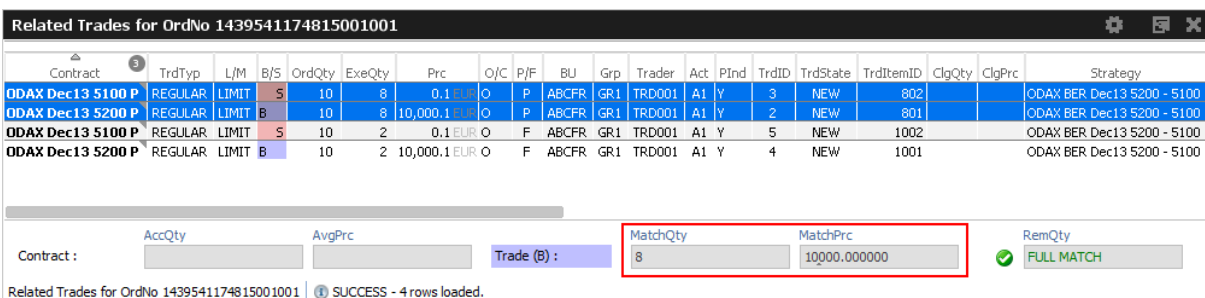 Related Trades for OrdNo 1439541174815001001
Contract 3 TrdTyp L/M B/S OrdQty ExeQty Prc O/C P/F BU Grp Trader Act PInd TrdID TrdState TrdItemID ClgQty ClgPrc Strategy
ODAX Dec13 5100 P REGULAR LIMIT S 10 8 0.1 EUR O P ABCFR GR1 TRD001 A1 Y 3 NEW 802 ODAX BER Dec13 5200 - 5100
ODAX Dec13 5200 P REGULAR LIMIT B 10 8 10,000.1 EUR O P ABCFR GR1 TRD001 A1 Y 2 NEW 801 ODAX BER Dec13 5200 - 5100
ODAX Dec13 5100 P REGULAR LIMIT S 10 2 0.1 EUR O F ABCFR GR1 TRD001 A1 Y 5 NEW 1002 ODAX BER Dec13 5200 - 5100
ODAX Dec13 5200 P REGULAR LIMIT B 10 2 10,000.1 EUR O F ABCFR GR1 TRD001 A1 Y 4 NEW 1001 ODAX BER Dec13 5200 - 5100
AccQty AvgPrc MatchQty MatchPrc RemQty
Contract : Trade (B) : 8 10000.000000 FULL MATCH
Related Trades for OrdNo 1439541174815001001 SUCCESS - 4 rows loaded.